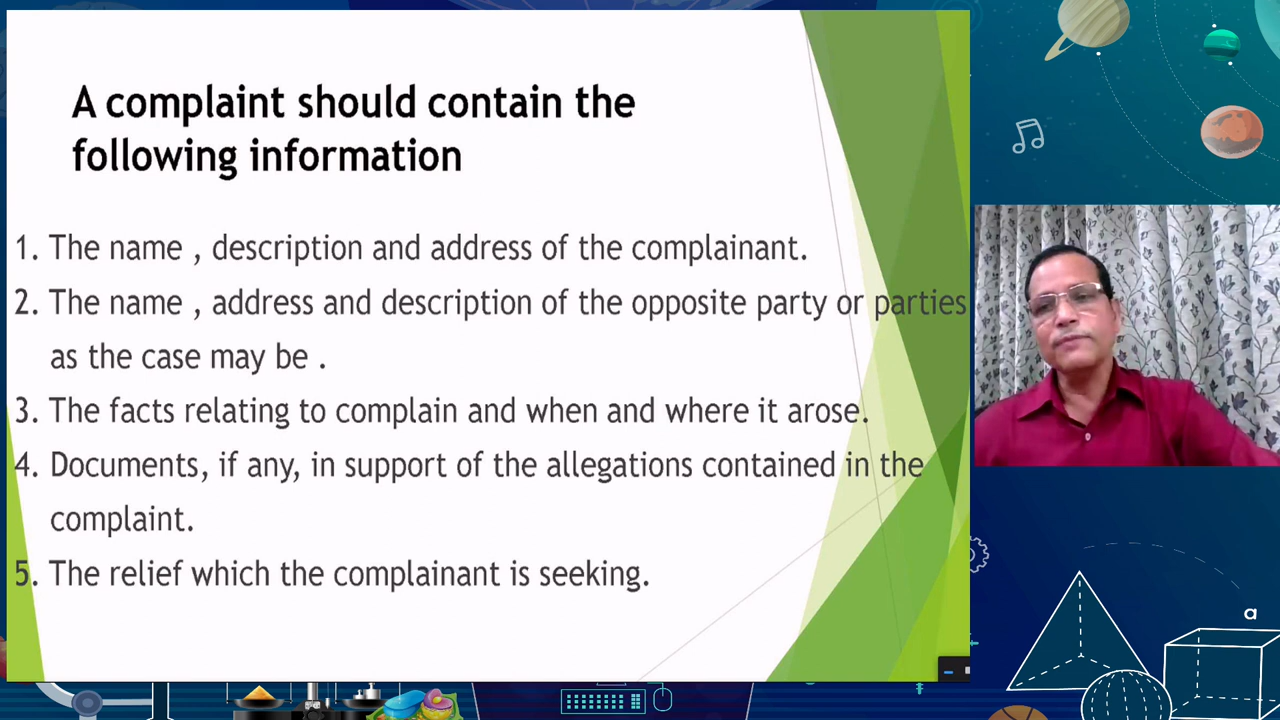 A complaint should contain the
following information
1. The name , description and address of the complainant.
2. The name , address and description of the opposite party or parties
as the case may be .
3. The facts relating to complain and when and where it arose.
4. Documents, if any, in support of the allegations contained in the
complaint.
5. The relief which the complainant is seeking.
a